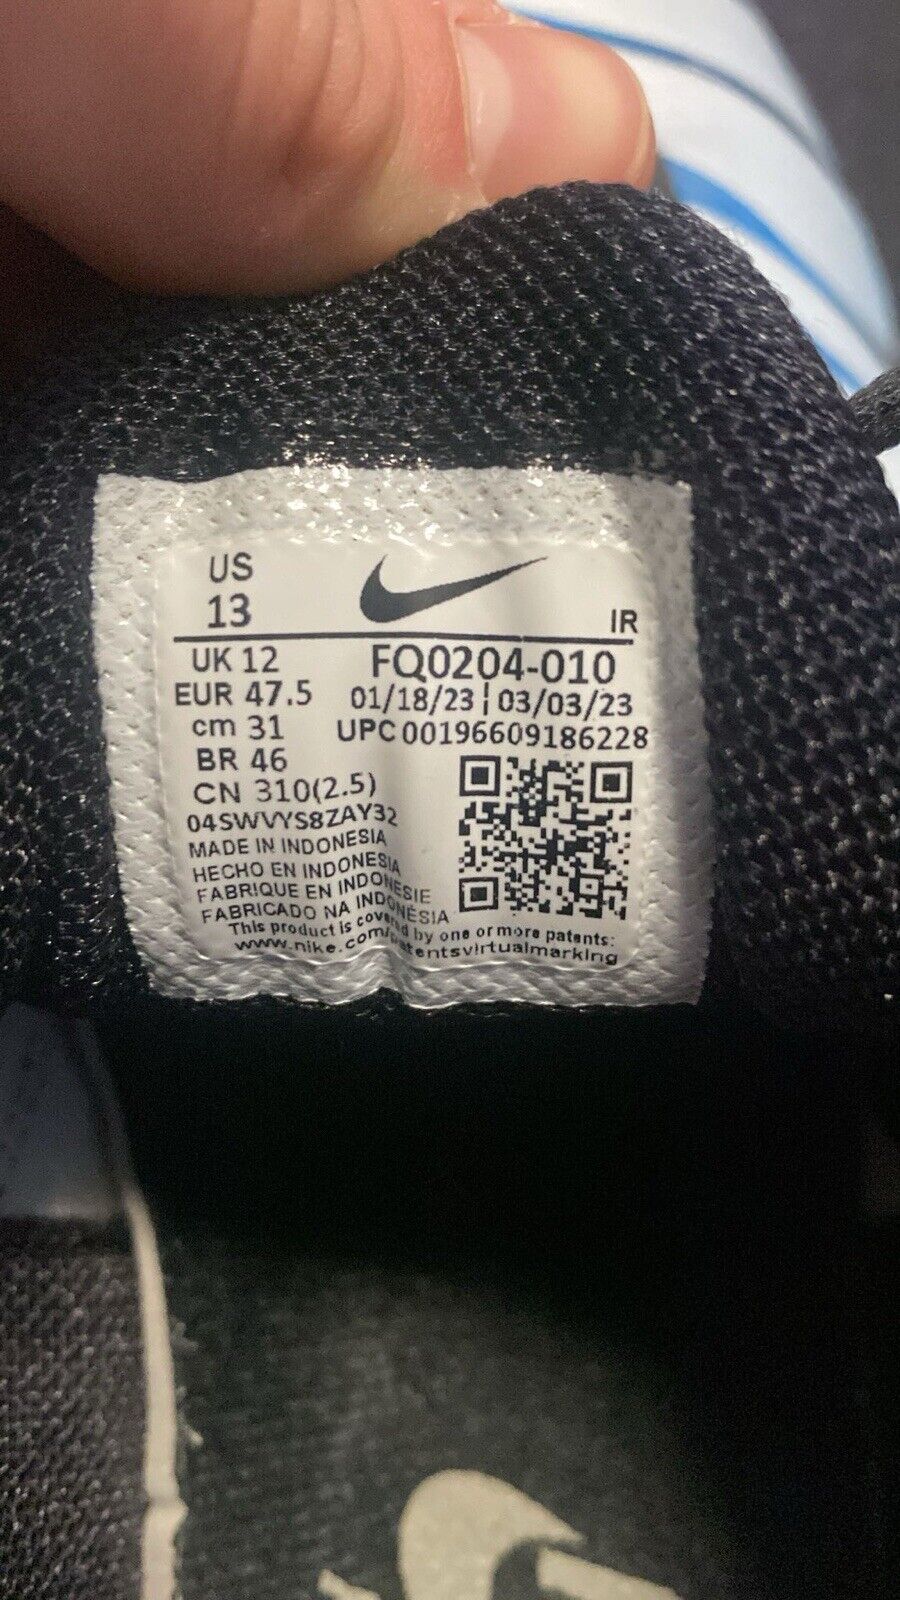 US
13
IR
UK 12
FQ0204-010
EUR 47.5
01/18/23 ¦ 03/03/23
cm 31
UPC 00196609186228
BR 46
CN 310(2.5)
04SWVYS8ZAY32
MADE IN INDONESIA
HECHO EN INDONESIA
FABRIQUE EN INDONESIE
FABRICADO NA INDONÉSIA
This product is covered by one or more patents:
www.nike.com/patentsvirtualmarking